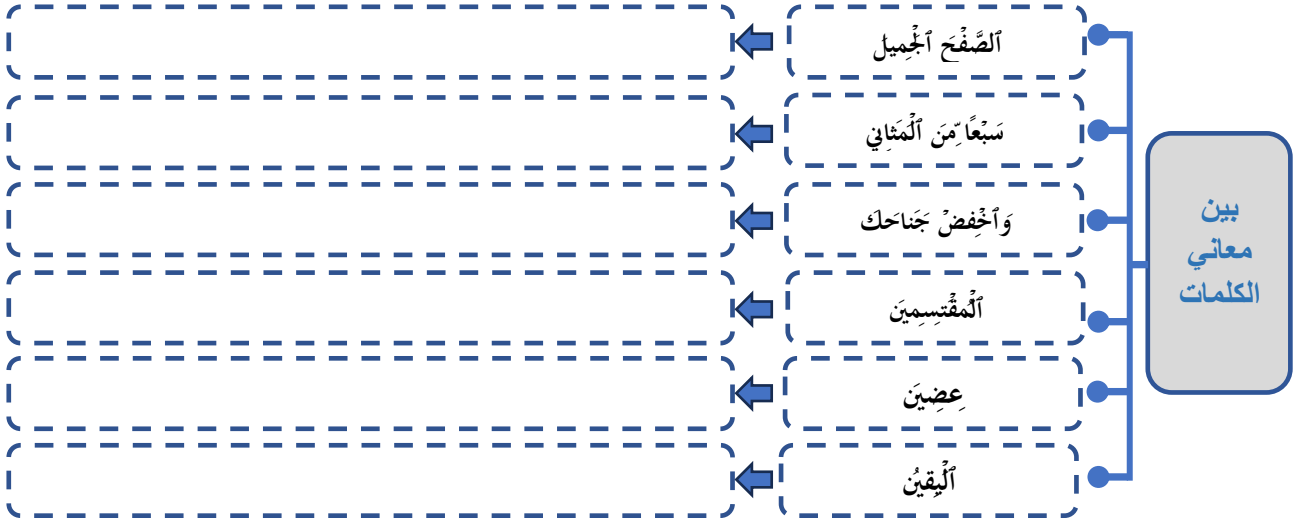 بين
معاني
الكلمات
ٱلصَّفْحَ ٱلْجَمِيلَ
سَبْعًا مِّنَ ٱلْمَثَانِي
وَٱخْفِضْ جَنَاحَكَ
ٱلْمُقْتَسِمِينَ
عِضِينَ
ٱلْيَقِينُ